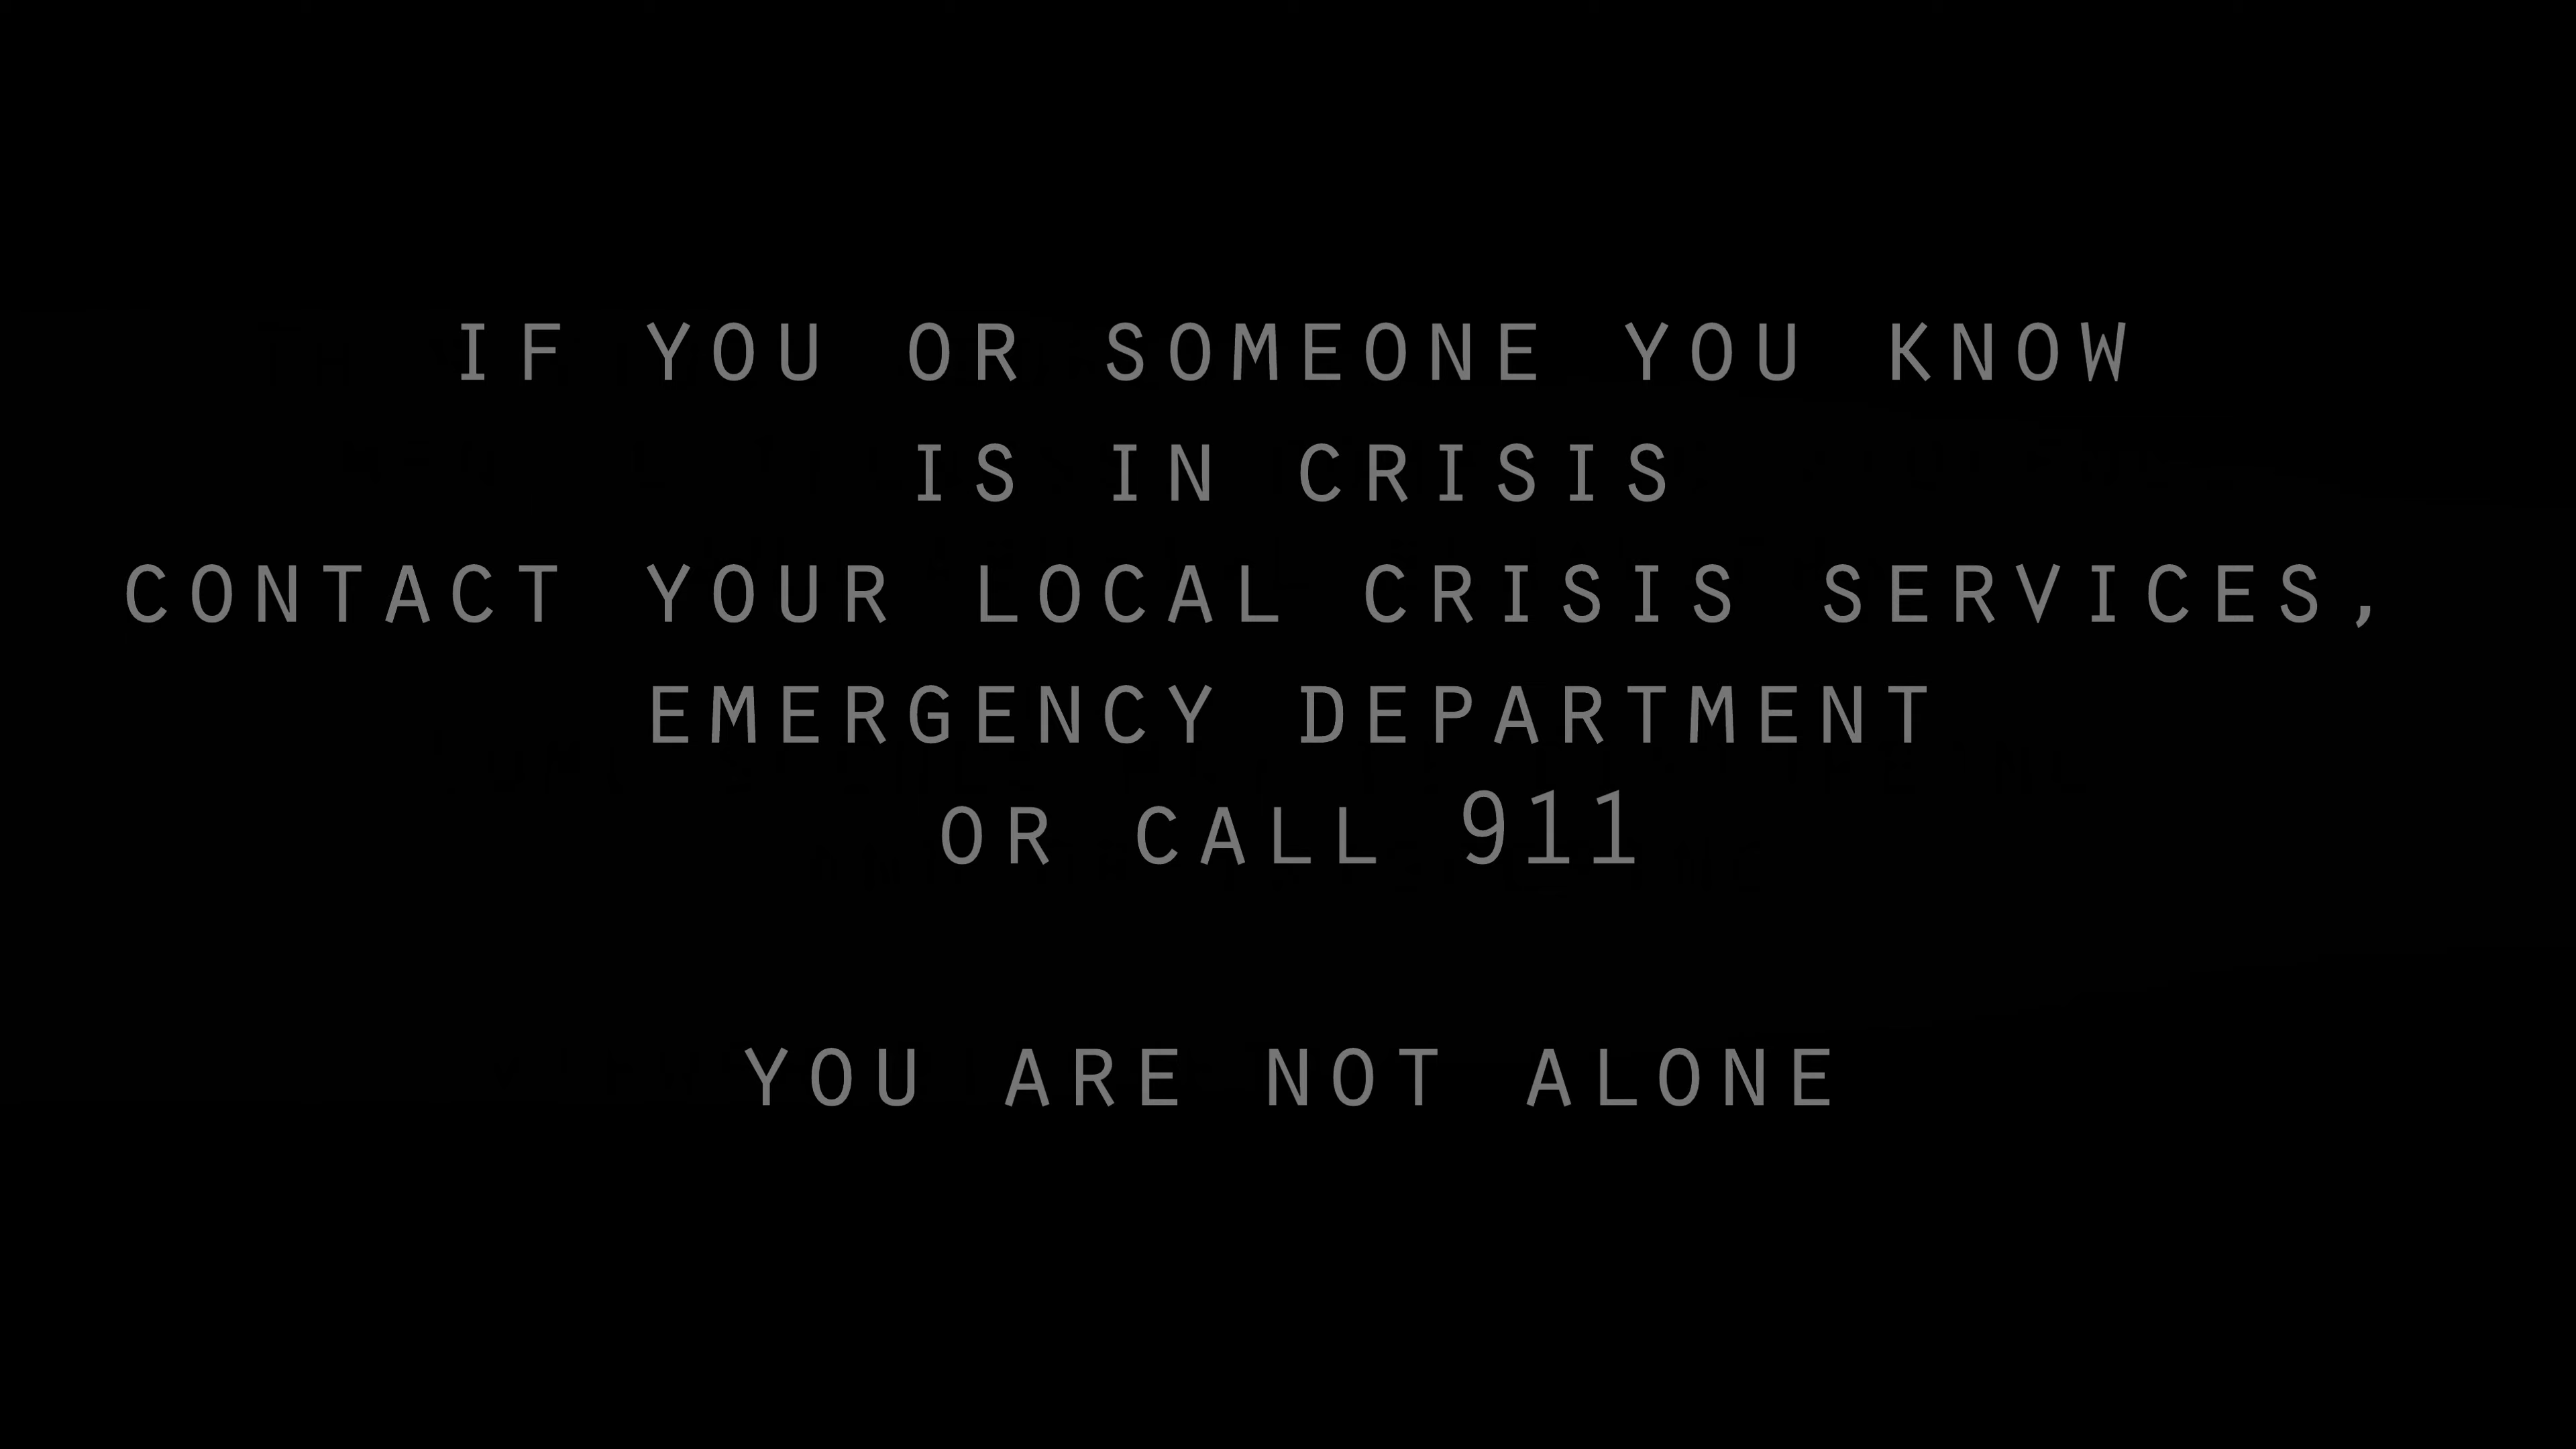 IF YOU OR SOMEONE YOU KNOW
IS IN CRISIS
CONTACT YOUR LOCAL CRISIS SERVICES,
EMERGENCY DEPARTMENT
OR CALL 911
YOU ARE NOT ALONE